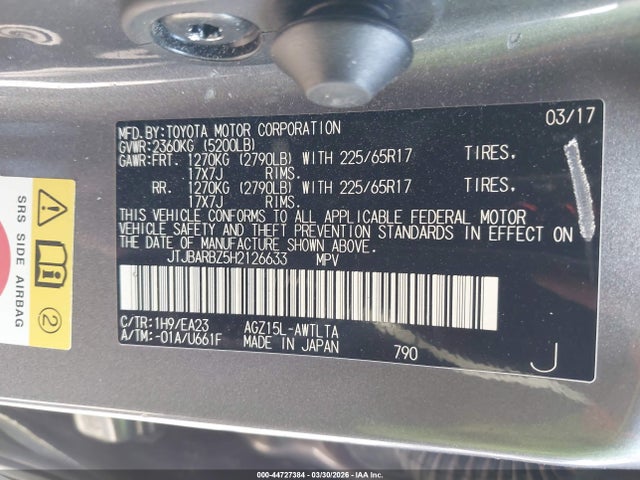 MFD.BY:TOYOTA MOTOR CORPORATION 03/17
GVWR:2360KG (5200LB)
GAWR:FRT. 1270KG (2790LB) WITH 225/65R17 TIRES,
17X7J RIMS.
RR. 1270KG (2790LB) WITH 225/65R17 TIRES,
17X7J RIMS.
THIS VEHICLE CONFORMS TO ALL APPLICABLE FEDERAL MOTOR
VEHICLE SAFETY AND THEFT PREVENTION STANDARDS IN EFFECT ON
THE DATE OF MANUFACTURE SHOWN ABOVE.
JTJBARBZ5H2126633 MPV
C/TR:1H9/EA23 AGZ15L-AWTLTA
A/TM:-01A/U661F MADE IN JAPAN 790 J
SRS SIDE AIRBAG
2
000-44727384 | 03/30/2026 - IAA Inc.